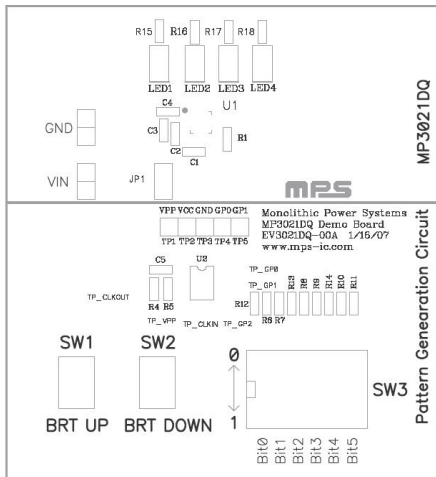 R15 R16 R17 R18
LED1 LED2 LED3 LED4
C4 U1
GND C3 C2 R1
C1
VIN JP1
mps
MP3021DQ
VPP VCC GND GP0 GP1
TP1 TP2 TP3 TP4 TP5
Monolithic Power Systems
MP3021DQ Demo Board
EV3021DQ-00A 1/16/07
www.mps-ic.com
C5 U2
TP_GP0
TP_CLKOUT
TP_GP1
R4 R5
R12 R6 R7 R13 R8 R9 R14 R10 R11
TP_VPP TP_CLKIN TP_GP2
SW1 SW2
BRT UP BRT DOWN
0
1
SW3
Bit0 Bit1 Bit2 Bit3 Bit4 Bit5
Pattern Genearation Circuit